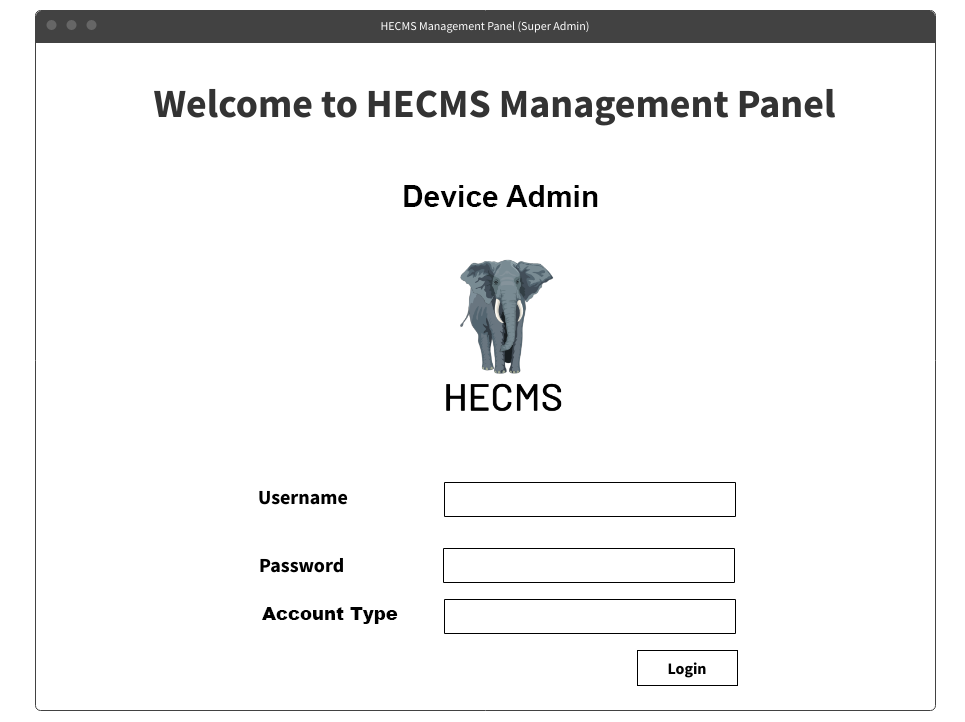 HECMS Management Panel (Super Admin)
Welcome to HECMS Management Panel
Device Admin
HECMS
Username
Password
Account Type
Login